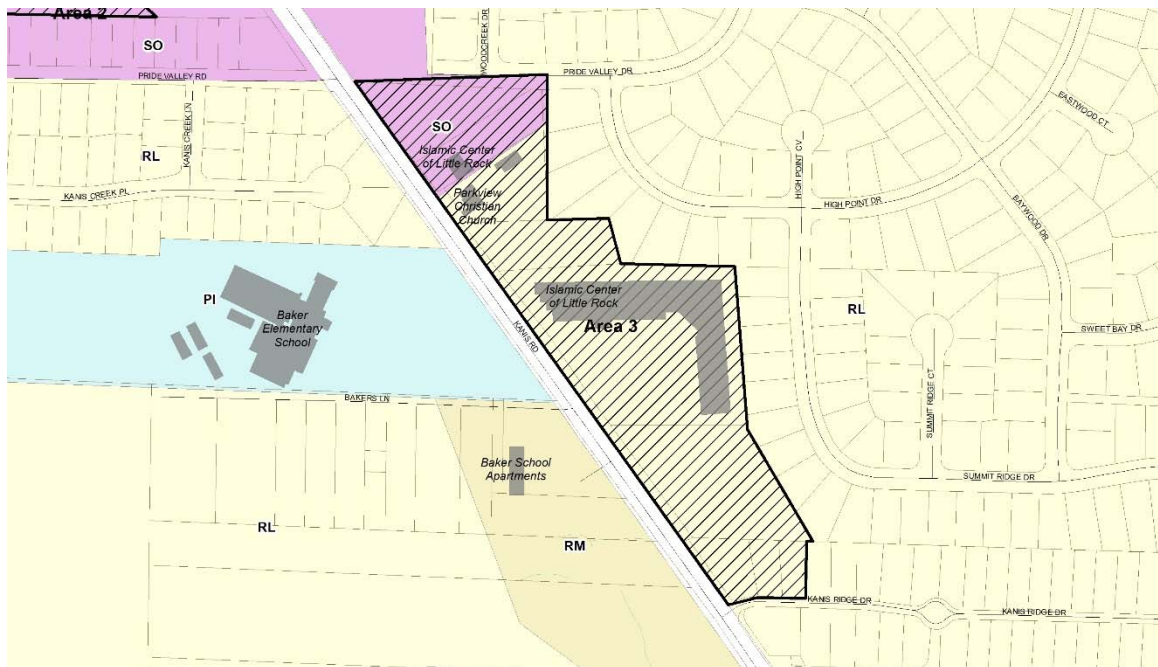 Area 2
SO
PRIDE VALLEY RD
KANIS CREEK LN
RL
KANIS CREEK PL
WOODCREEK DR
PRIDE VALLEY DR
EASTWOOD CT
SO
Islamic Center
of Little Rock
Parkview
Christian
Church
HIGH POINT CV
HIGH POINT DR
BAYWOOD DR
PI
Baker
Elementary
School
KANIS RD
Islamic Center
of Little Rock
Area 3
RL
SWEET BAY DR
SUMMIT RIDGE CT
BAKERS LN
Baker School
Apartments
SUMMIT RIDGE DR
RL
RM
KANIS RIDGE DR
KANIS RIDGE DR